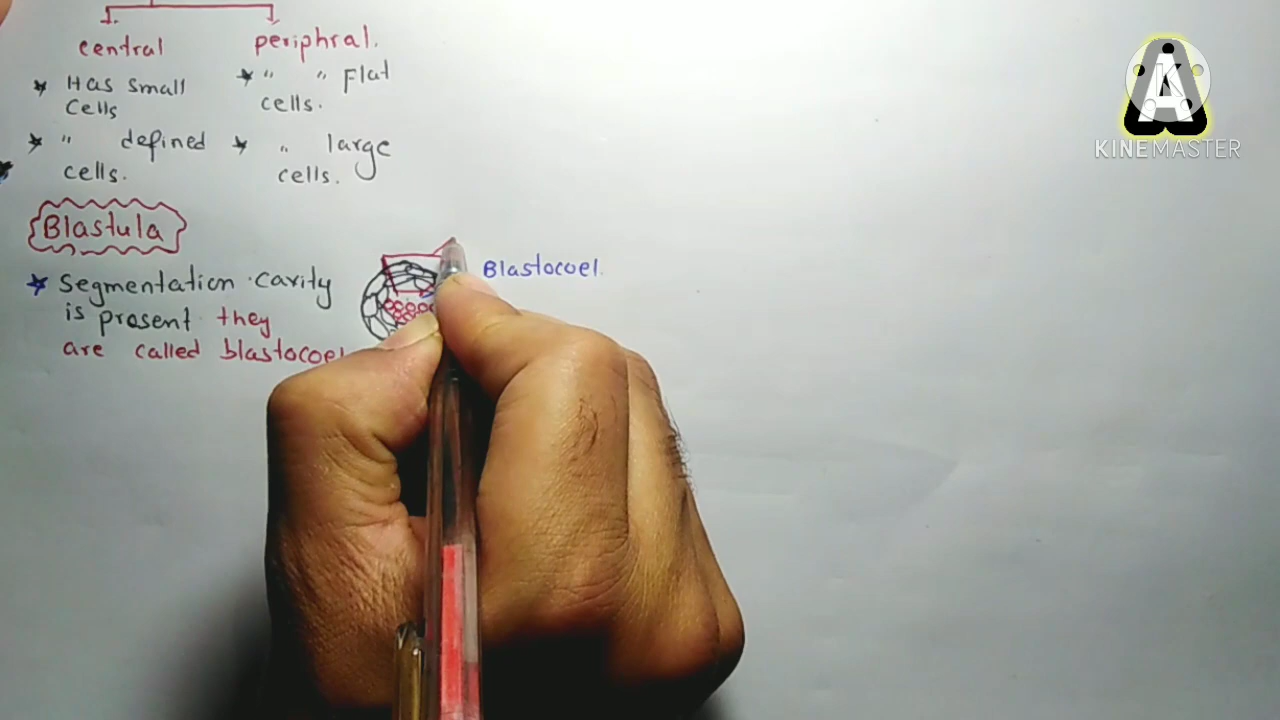 central
periphral.
* Has small
cells
* " " Flat
cells.
* " defined
cells.
* " large
cells.
Blastula
* Segmentation cavity
is present they
are called blastocoel
Blastocoel.
A
K
KINEMASTER